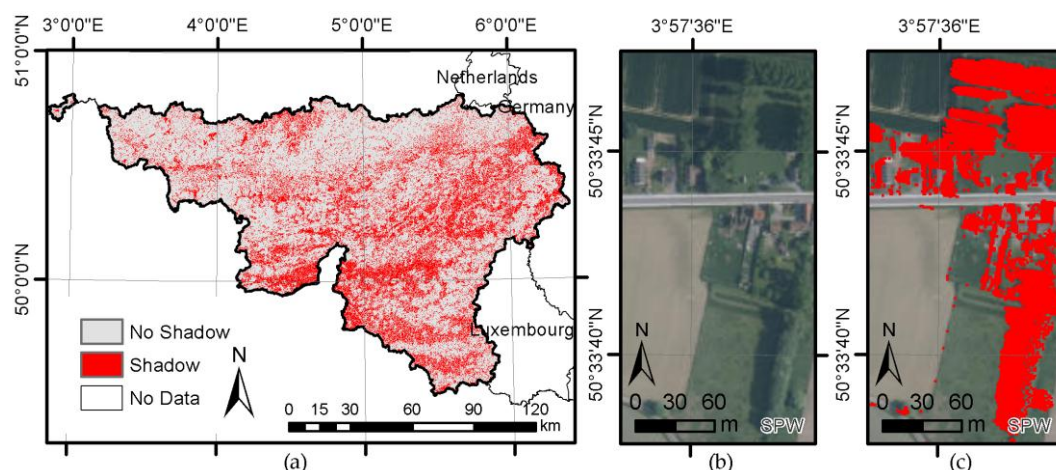 3°0'0"E 4°0'0"E 5°0'0"E 6°0'0"E
51°0'0"N
50°0'0"N
Netherlands
Germany
Luxembourg
No Shadow
Shadow
No Data
N
0 15 30 60 90 120
km
(a)
3°57'36"E
N
0 30 60
m
SPW
(b)
3°57'36"E
50°33'45"N
50°33'40"N
N
0 30 60
m
SPW
50°33'45"N
50°33'40"N
(c)